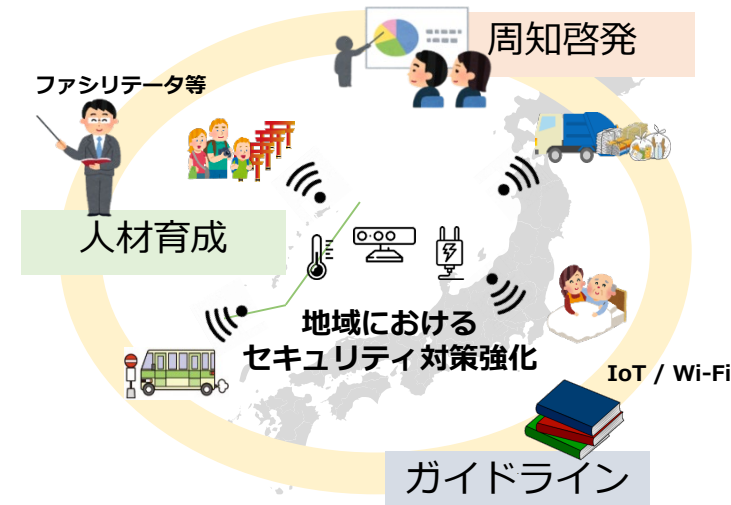 周知啓発
ファシリテータ等
人材育成
地域における
セキュリティ対策強化
IoT / Wi-Fi
ガイドライン